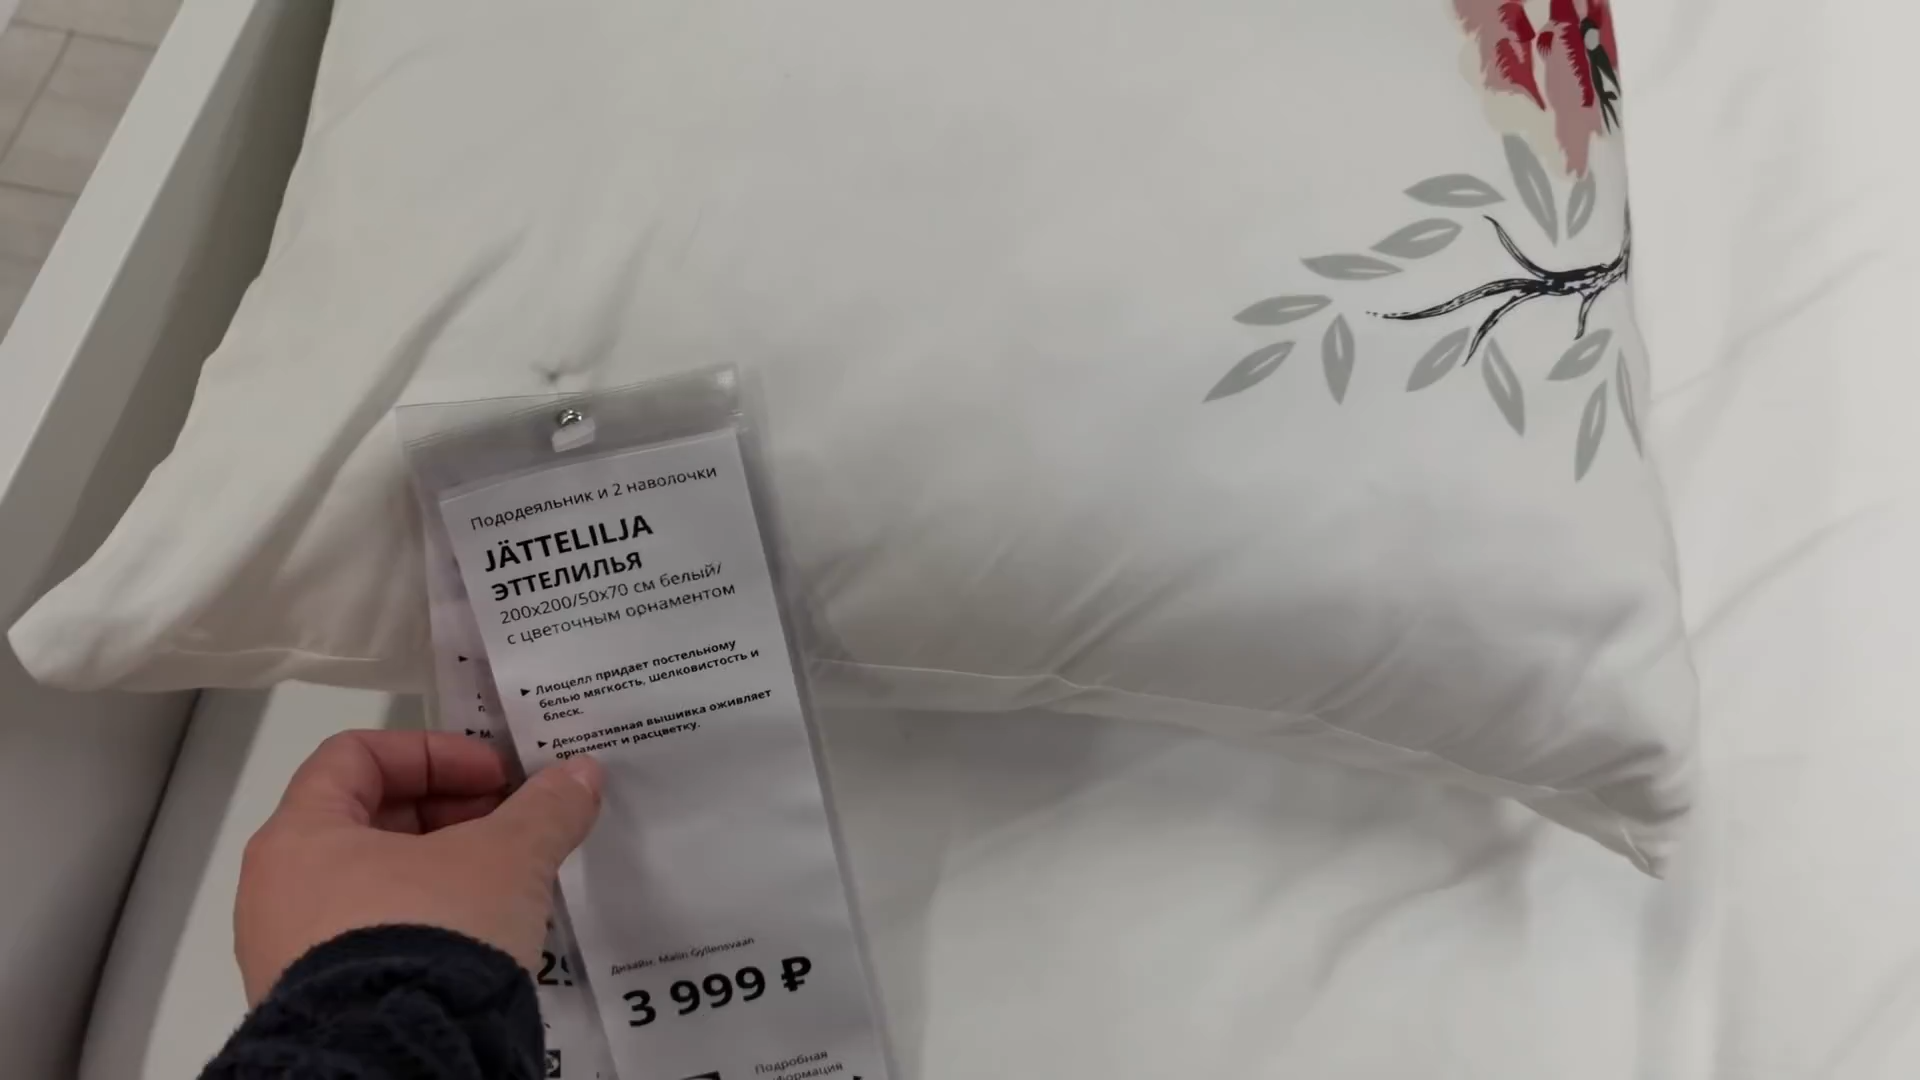 Пододеяльник и 2 наволочки
JÄTTELILJA
ЭТТЕЛИЛЬЯ
200x200/50x70 см белый/
с цветочным орнаментом
▶ Лиоцелл придает постельному
белью мягкость, шелковистость и
блеск.
▶ Декоративная вышивка оживляет
орнамент и расцветку.
Дизайн: Malin Gyllensvaan
3 999 ₽
Подробная